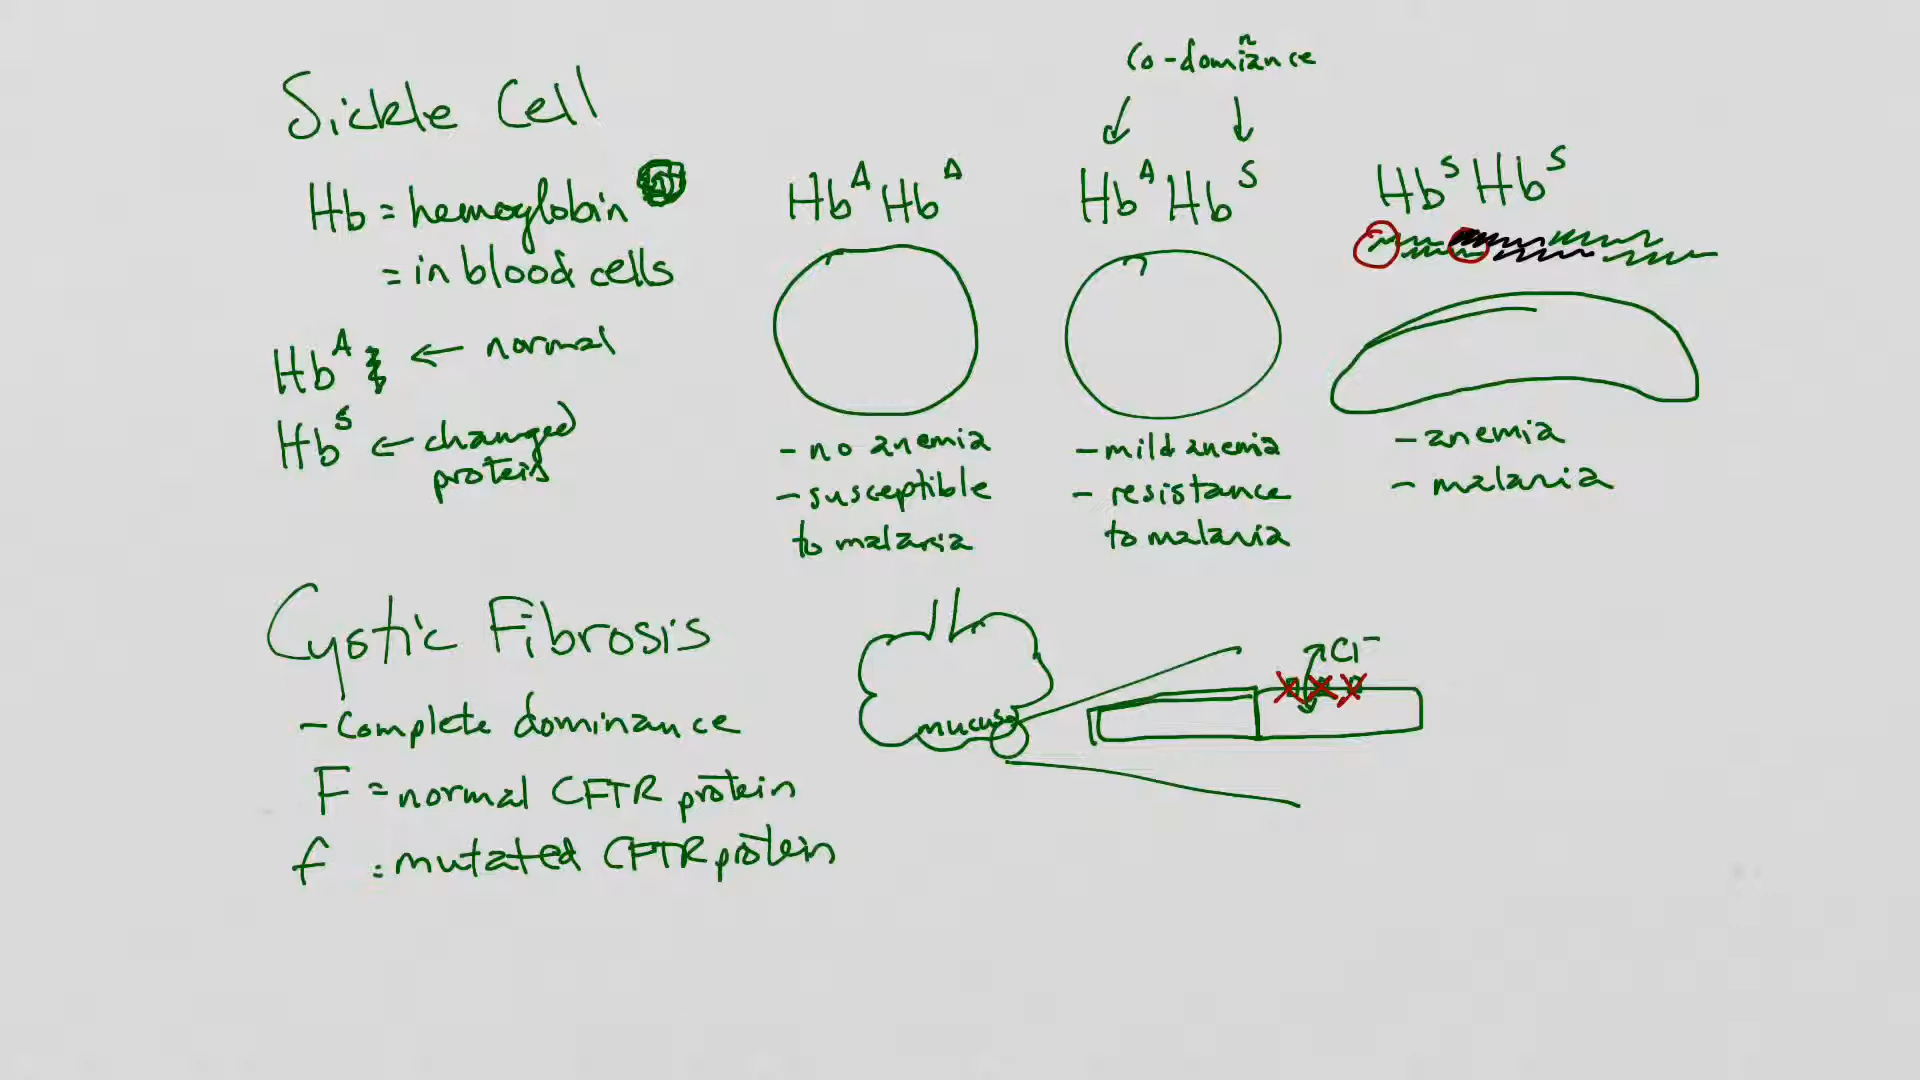 Sickle Cell
Hb = hemoglobin
= in blood cells
Hb^A ← normal
Hb^S ← changed
protein
Co-dominance
Hb^A Hb^A
- no anemia
- susceptible
to malaria
Hb^A Hb^S
- mild anemia
- resistance
to malaria
Hb^S Hb^S
- anemia
- malaria
Cystic Fibrosis
- Complete dominance
F = normal CFTR protein
f = mutated CFTR protein
mucus
Cl⁻